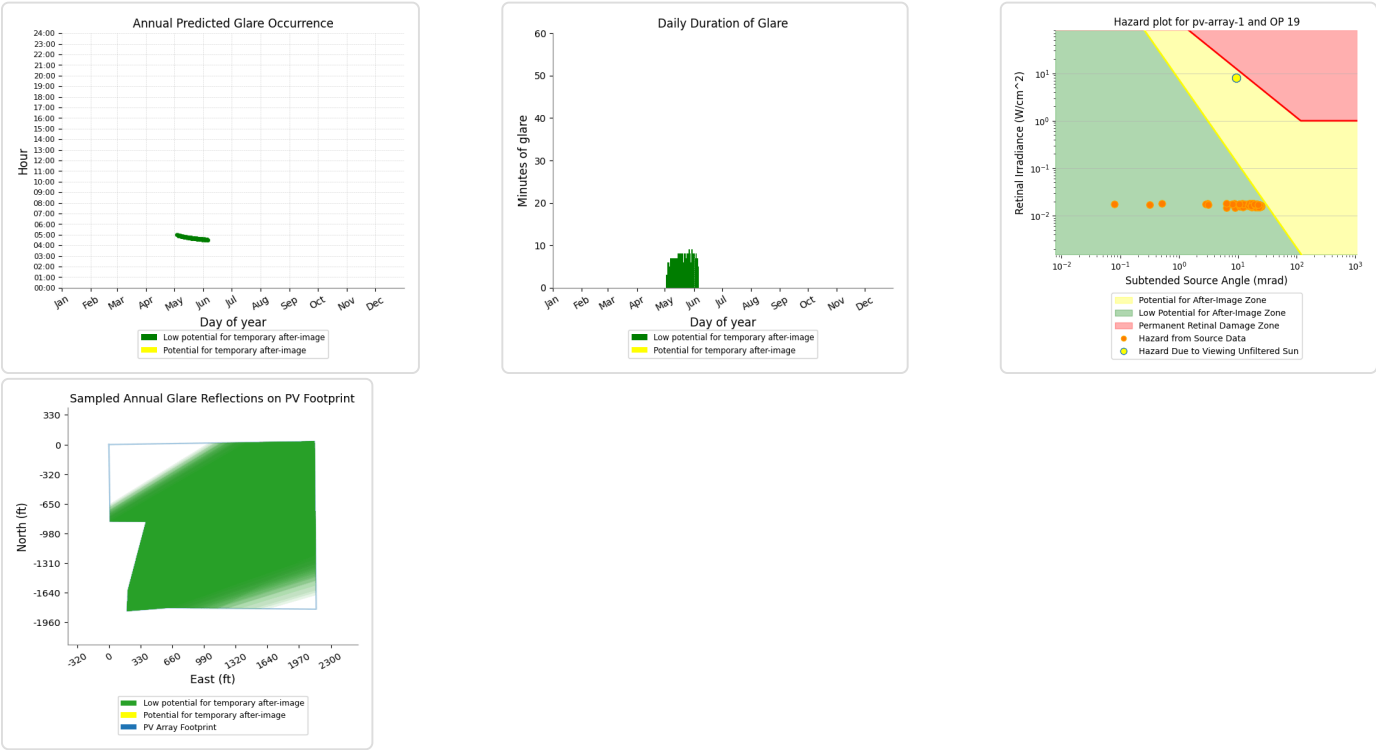 Annual Predicted Glare Occurrence
24:00
23:00
22:00
21:00
20:00
19:00
18:00
17:00
16:00
15:00
14:00
13:00
12:00
11:00
10:00
09:00
08:00
07:00
06:00
05:00
04:00
03:00
02:00
01:00
00:00
Hour
Jan Feb Mar Apr May Jun Jul Aug Sep Oct Nov Dec
Day of year
Low potential for temporary after-image
Potential for temporary after-image
Daily Duration of Glare
60
50
40
30
20
10
0
Minutes of glare
Jan Feb Mar Apr May Jun Jul Aug Sep Oct Nov Dec
Day of year
Low potential for temporary after-image
Potential for temporary after-image
Hazard plot for pv-array-1 and OP 19
10^1
10^0
10^-1
10^-2
Retinal Irradiance (W/cm^2)
10^-2 10^-1 10^0 10^1 10^2 10^3
Subtended Source Angle (mrad)
Potential for After-Image Zone
Low Potential for After-Image Zone
Permanent Retinal Damage Zone
Hazard from Source Data
Hazard Due to Viewing Unfiltered Sun
Sampled Annual Glare Reflections on PV Footprint
330
0
-320
-650
-980
-1310
-1640
-1960
North (ft)
-320 0 330 660 990 1320 1640 1970 2300
East (ft)
Low potential for temporary after-image
Potential for temporary after-image
PV Array Footprint